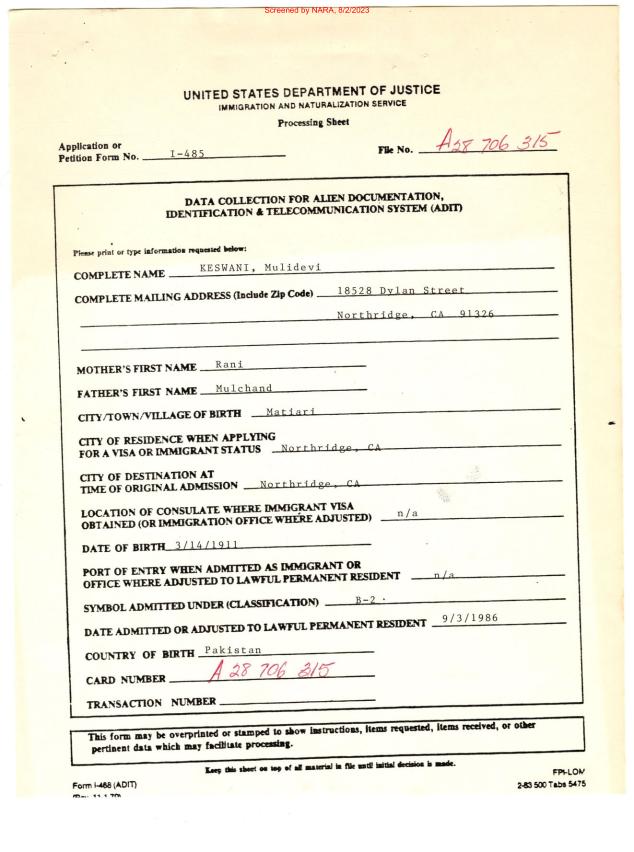 Screened by NARA, 8/2/2023
UNITED STATES DEPARTMENT OF JUSTICE
IMMIGRATION AND NATURALIZATION SERVICE
Processing Sheet
Application or
Petition Form No. I-485 File No. A28 706 315
DATA COLLECTION FOR ALIEN DOCUMENTATION,
IDENTIFICATION & TELECOMMUNICATION SYSTEM (ADIT)
Please print or type information requested below:
COMPLETE NAME KESWANI, Mulidevi
COMPLETE MAILING ADDRESS (Include Zip Code) 18528 Dylan Street
Northridge, CA 91326
MOTHER'S FIRST NAME Rani
FATHER'S FIRST NAME Mulchand
CITY/TOWN/VILLAGE OF BIRTH Matiari
CITY OF RESIDENCE WHEN APPLYING
FOR A VISA OR IMMIGRANT STATUS Northridge, CA
CITY OF DESTINATION AT
TIME OF ORIGINAL ADMISSION Northridge, CA
LOCATION OF CONSULATE WHERE IMMIGRANT VISA
OBTAINED (OR IMMIGRATION OFFICE WHERE ADJUSTED) n/a
DATE OF BIRTH 3/14/1911
PORT OF ENTRY WHEN ADMITTED AS IMMIGRANT OR
OFFICE WHERE ADJUSTED TO LAWFUL PERMANENT RESIDENT n/a
SYMBOL ADMITTED UNDER (CLASSIFICATION) B-2
DATE ADMITTED OR ADJUSTED TO LAWFUL PERMANENT RESIDENT 9/3/1986
COUNTRY OF BIRTH Pakistan
CARD NUMBER A 28 706 315
TRANSACTION NUMBER
This form may be overprinted or stamped to show instructions, items requested, items received, or other
pertinent data which may facilitate processing.
Keep this sheet on top of all material in file until initial decision is made.
FPI-LOM
Form I-468 (ADIT) 2-83 500 Tabs 5475